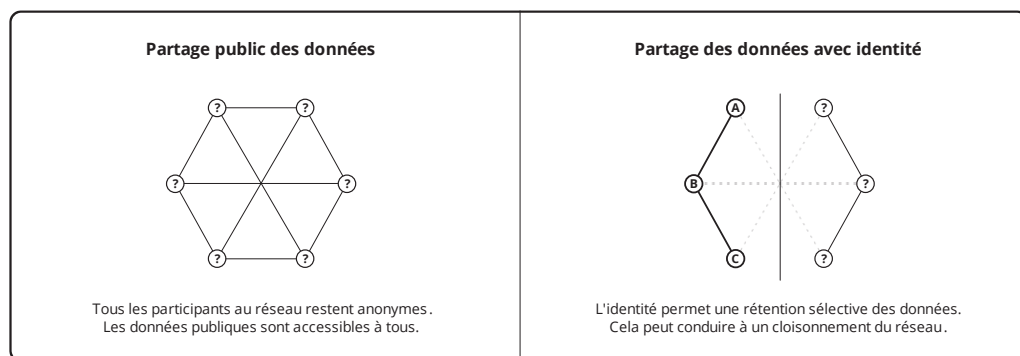 Partage public des données
?
?
?
?
?
?
Tous les participants au réseau restent anonymes.
Les données publiques sont accessibles à tous.
Partage des données avec identité
A
?
B
?
C
?
L'identité permet une rétention sélective des données.
Cela peut conduire à un cloisonnement du réseau.